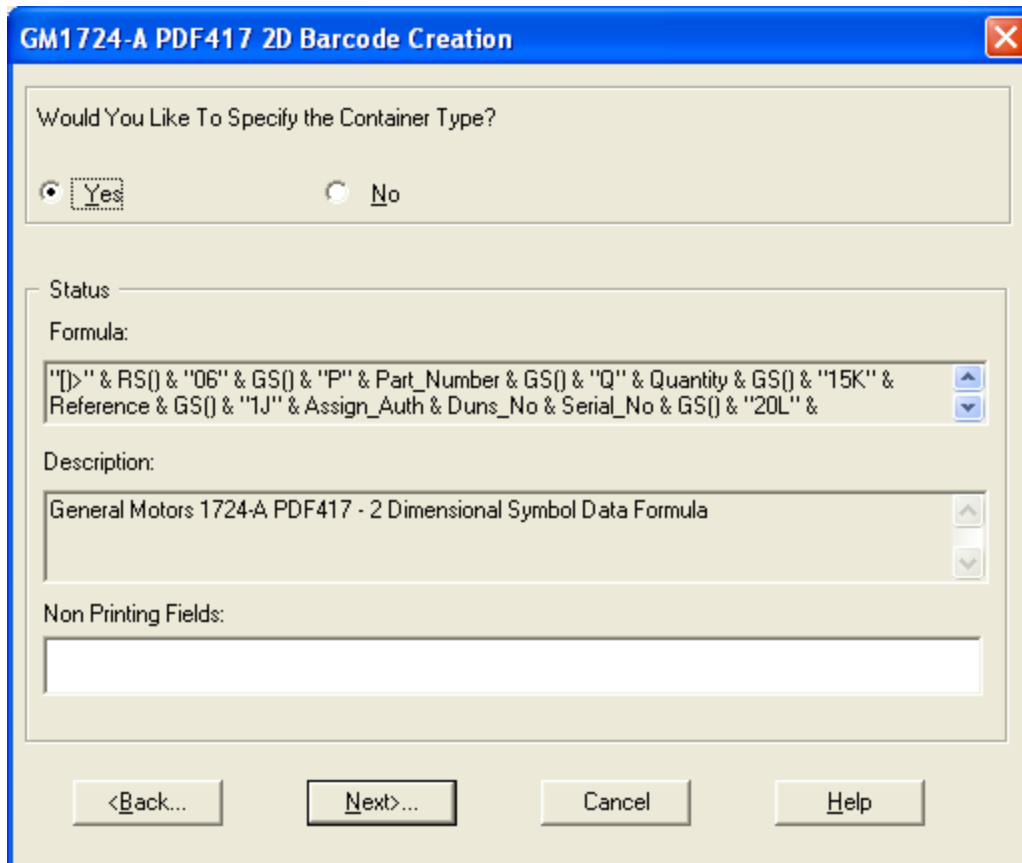 GM1724-A PDF417 2D Barcode Creation
Would You Like To Specify the Container Type?
Yes No
Status
Formula:
"[)>" & RS() & "06" & GS() & "P" & Part_Number & GS() & "Q" & Quantity & GS() & "15K" &
Reference & GS() & "1J" & Assign_Auth & Duns_No & Serial_No & GS() & "20L" &
Description:
General Motors 1724-A PDF417 - 2 Dimensional Symbol Data Formula
Non Printing Fields:
<Back... Next>... Cancel Help